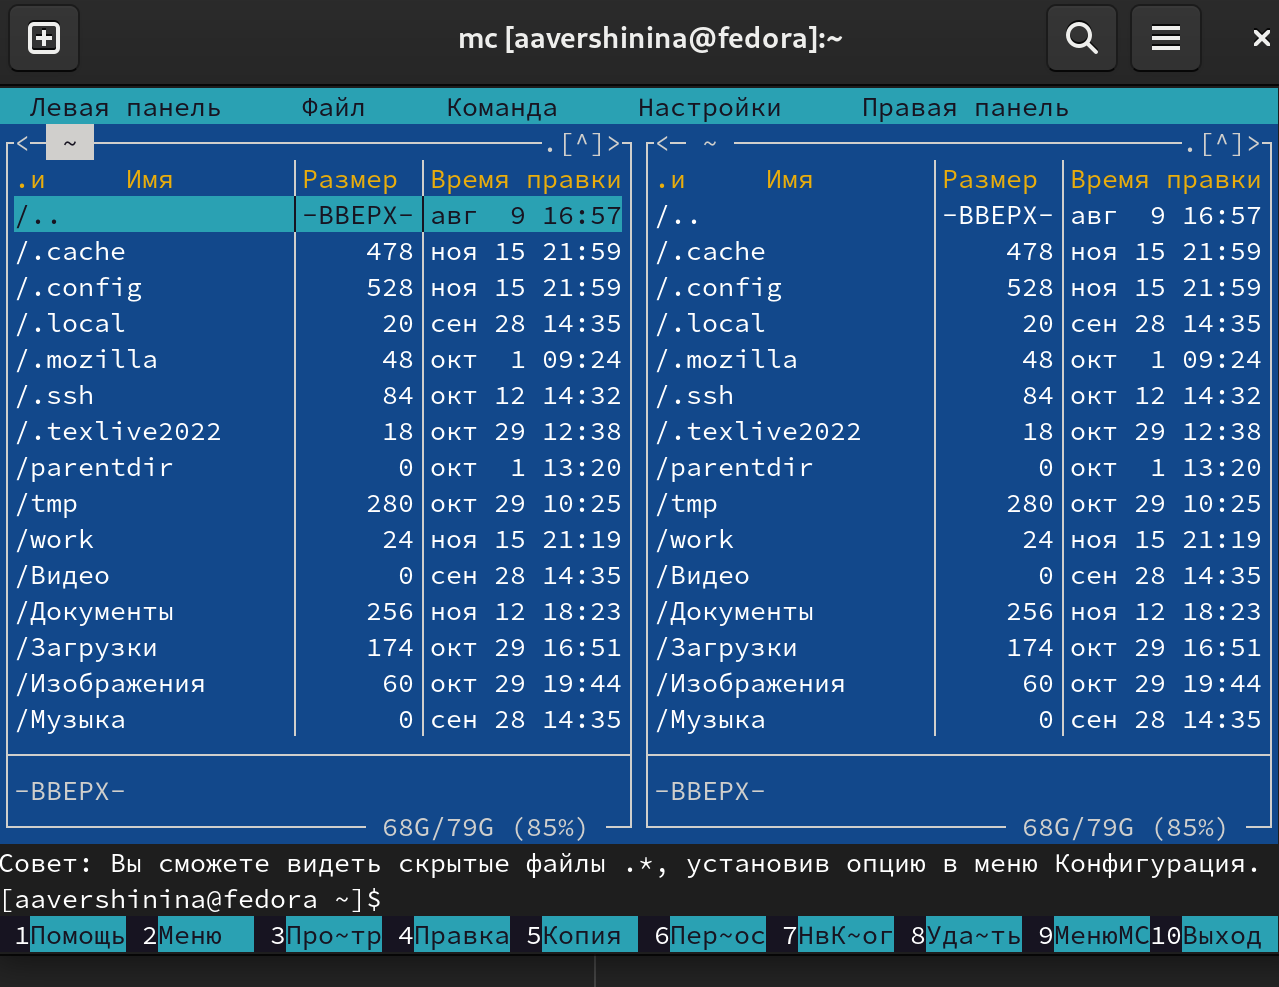 mc [aavershinina@fedora]:~
Левая панель Файл Команда Настройки Правая панель
<─ ~ ─.[^]>
.и Имя Размер Время правки
/.. -ВВЕРХ- авг 9 16:57
/.cache 478 ноя 15 21:59
/.config 528 ноя 15 21:59
/.local 20 сен 28 14:35
/.mozilla 48 окт 1 09:24
/.ssh 84 окт 12 14:32
/.texlive2022 18 окт 29 12:38
/parentdir 0 окт 1 13:20
/tmp 280 окт 29 10:25
/work 24 ноя 15 21:19
/Видео 0 сен 28 14:35
/Документы 256 ноя 12 18:23
/Загрузки 174 окт 29 16:51
/Изображения 60 окт 29 19:44
/Музыка 0 сен 28 14:35
-ВВЕРХ-
68G/79G (85%)
<─ ~ ─.[^]>
.и Имя Размер Время правки
/.. -ВВЕРХ- авг 9 16:57
/.cache 478 ноя 15 21:59
/.config 528 ноя 15 21:59
/.local 20 сен 28 14:35
/.mozilla 48 окт 1 09:24
/.ssh 84 окт 12 14:32
/.texlive2022 18 окт 29 12:38
/parentdir 0 окт 1 13:20
/tmp 280 окт 29 10:25
/work 24 ноя 15 21:19
/Видео 0 сен 28 14:35
/Документы 256 ноя 12 18:23
/Загрузки 174 окт 29 16:51
/Изображения 60 окт 29 19:44
/Музыка 0 сен 28 14:35
-ВВЕРХ-
68G/79G (85%)
Совет: Вы сможете видеть скрытые файлы .*, установив опцию в меню Конфигурация.
[aavershinina@fedora ~]$
1Помощь 2Меню 3Про~тр 4Правка 5Копия 6Пер~ос 7НвК~ог 8Уда~ть 9МенюMC 10Выход